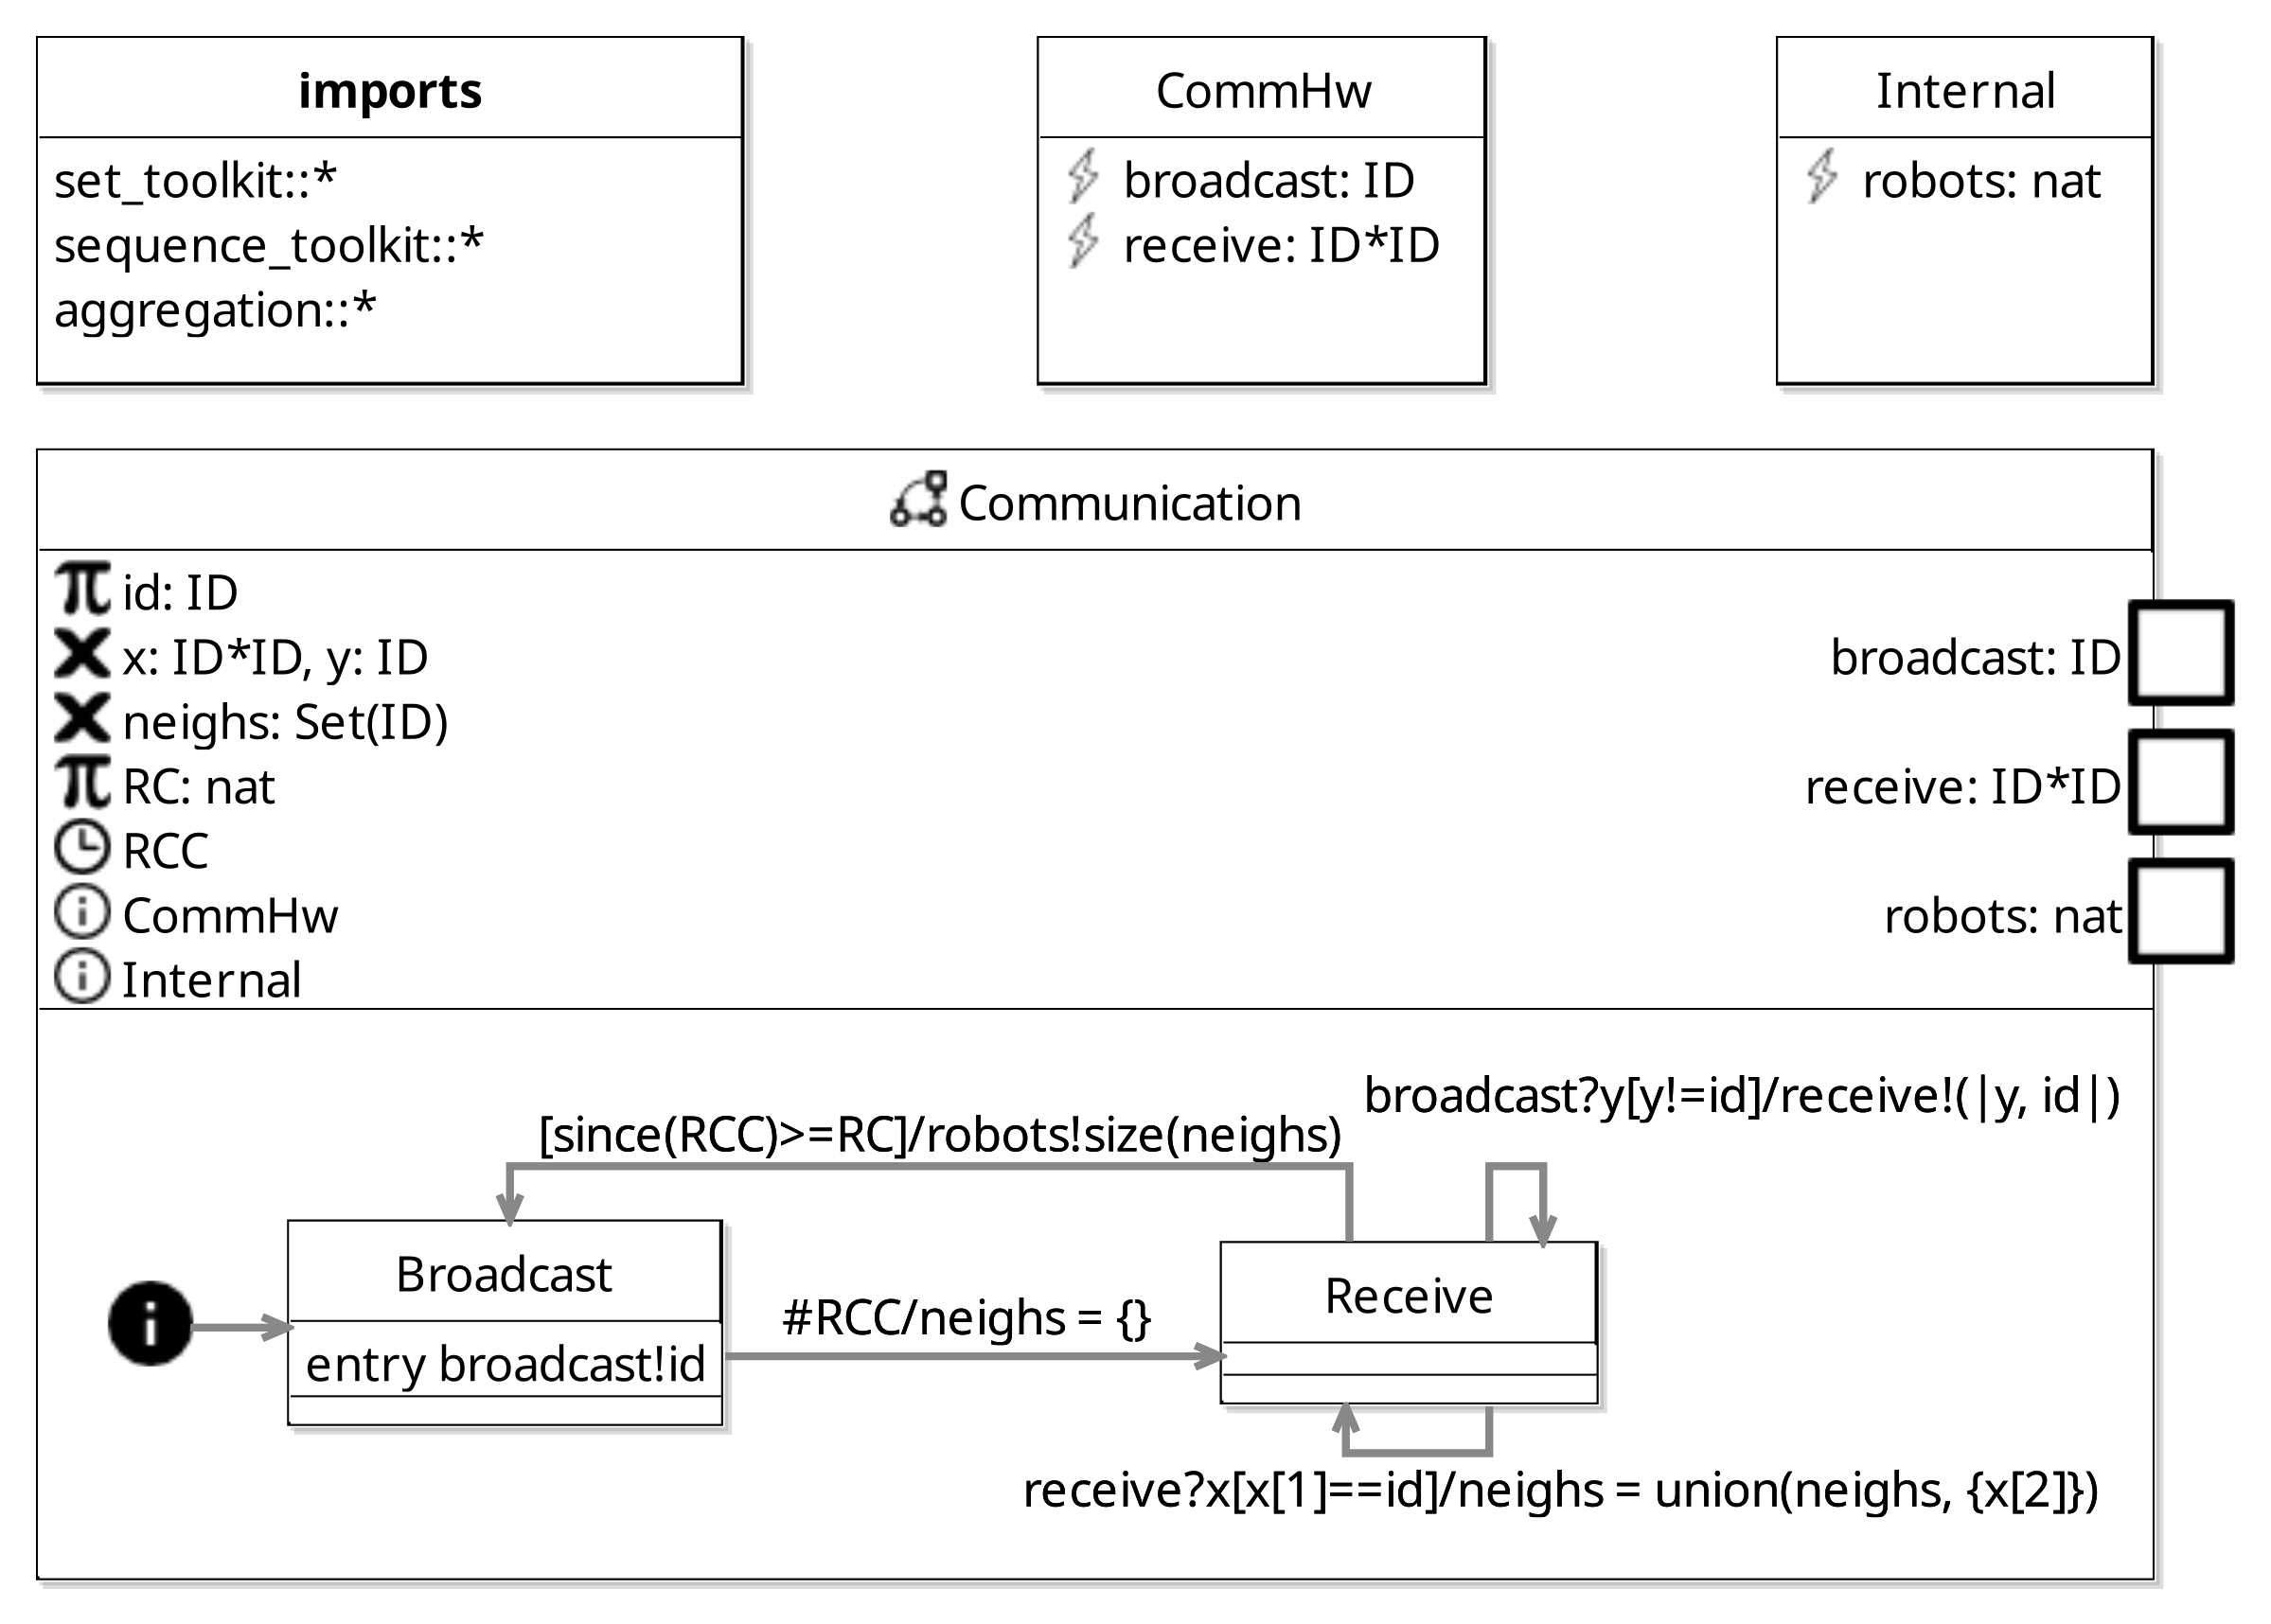 imports
set_toolkit::*
sequence_toolkit::*
aggregation::*
CommHw
broadcast: ID
receive: ID*ID
Internal
robots: nat
Communication
id: ID
x: ID*ID, y: ID
neighs: Set(ID)
RC: nat
RCC
CommHw
Internal
broadcast: ID
receive: ID*ID
robots: nat
broadcast?y[y!=id]/receive!(|y, id|)
[since(RCC)>=RC]/robots!size(neighs)
Broadcast
entry broadcast!id
#RCC/neighs = {}
Receive
receive?x[x[1]==id]/neighs = union(neighs, {x[2]})